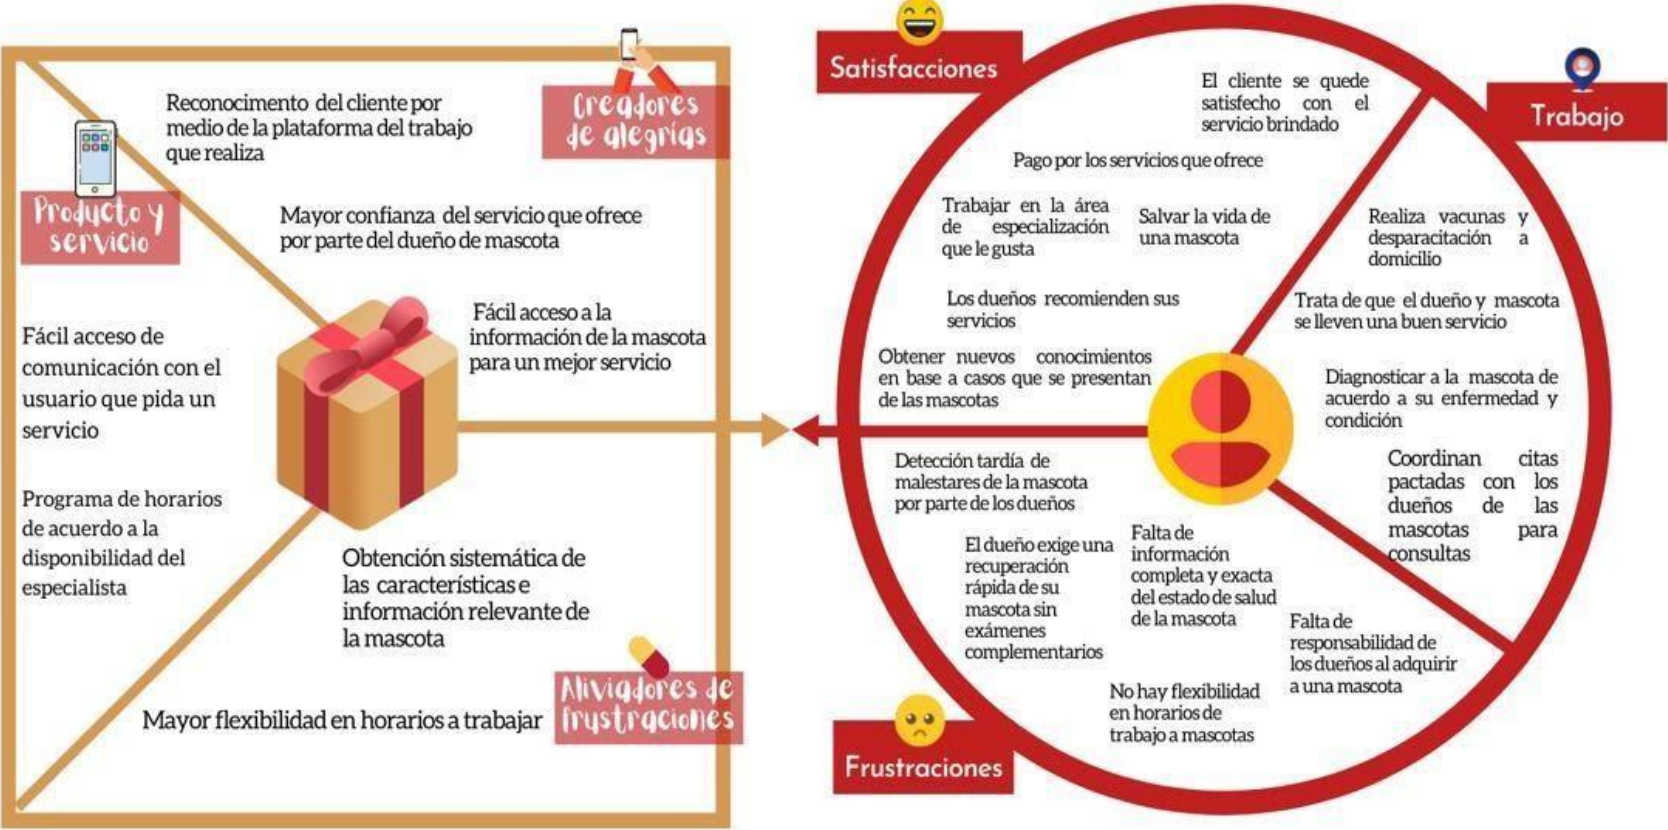 Creadores
de alegrías
Reconocimento del cliente por
medio de la plataforma del trabajo
que realiza
Mayor confianza del servicio que ofrece
por parte del dueño de mascota
Fácil acceso a la
información de la mascota
para un mejor servicio
Producto y
servicio
Fácil acceso de
comunicación con el
usuario que pida un
servicio
Programa de horarios
de acuerdo a la
disponibilidad del
especialista
Obtención sistemática de
las características e
información relevante de
la mascota
Mayor flexibilidad en horarios a trabajar
Aliviadores de
frustraciones
Satisfacciones
El cliente se quede
satisfecho con el
servicio brindado
Pago por los servicios que ofrece
Trabajar en la área
de especialización
que le gusta
Salvar la vida de
una mascota
Los dueños recomienden sus
servicios
Obtener nuevos conocimientos
en base a casos que se presentan
de las mascotas
Trabajo
Realiza vacunas y
desparacitación a
domicilio
Trata de que el dueño y mascota
se lleven una buen servicio
Diagnosticar a la mascota de
acuerdo a su enfermedad y
condición
Coordinan citas
pactadas con los
dueños de las
mascotas para
consultas
Detección tardía de
malestares de la mascota
por parte de los dueños
El dueño exige una
recuperación
rápida de su
mascota sin
exámenes
complementarios
Falta de
información
completa y exacta
del estado de salud
de la mascota
Falta de
responsabilidad de
los dueños al adquirir
a una mascota
No hay flexibilidad
en horarios de
trabajo a mascotas
Frustraciones